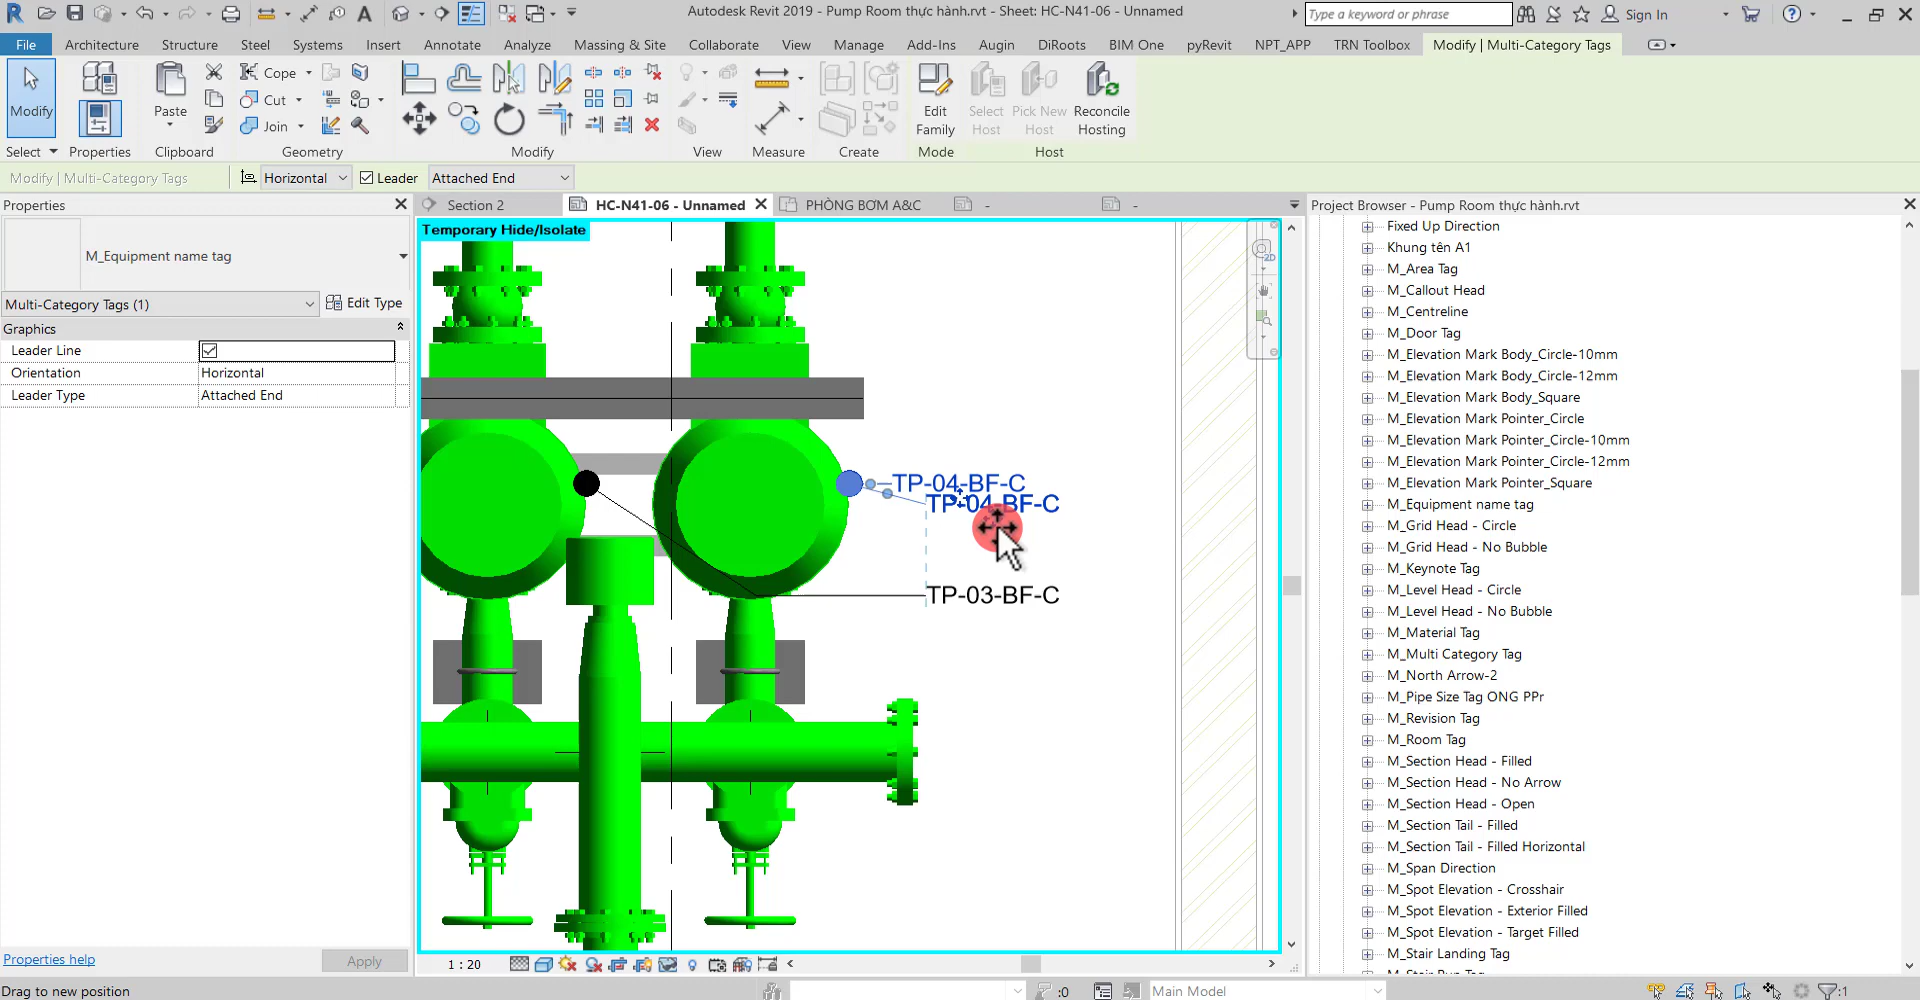 Autodesk Revit 2019 - Pump Room thực hành.rvt - Sheet: HC-N41-06 - Unnamed
Type a keyword or phrase
Sign In
File Architecture Structure Steel Systems Insert Annotate Analyze Massing & Site Collaborate View Manage Add-Ins Augin DiRoots BIM One pyRevit NPT_APP TRN Toolbox Modify | Multi-Category Tags
Modify
Paste
Cope
Cut
Join
Edit Family
Select Host
Pick New Host
Reconcile Hosting
Select Properties Clipboard Geometry Modify View Measure Create Mode Host
Modify | Multi-Category Tags Horizontal Leader Attached End
Properties
M_Equipment name tag
Multi-Category Tags (1)
Edit Type
Graphics
Leader Line
Orientation Horizontal
Leader Type Attached End
Properties help
Apply
Section 2
HC-N41-06 - Unnamed
PHÒNG BƠM A&C
-
-
Temporary Hide/Isolate
2D
TP-04-BF-C
TP-04-BF-C
TP-03-BF-C
1 : 20
Project Browser - Pump Room thực hành.rvt
Fixed Up Direction
Khung tên A1
M_Area Tag
M_Callout Head
M_Centreline
M_Door Tag
M_Elevation Mark Body_Circle-10mm
M_Elevation Mark Body_Circle-12mm
M_Elevation Mark Body_Square
M_Elevation Mark Pointer_Circle
M_Elevation Mark Pointer_Circle-10mm
M_Elevation Mark Pointer_Circle-12mm
M_Elevation Mark Pointer_Square
M_Equipment name tag
M_Grid Head - Circle
M_Grid Head - No Bubble
M_Keynote Tag
M_Level Head - Circle
M_Level Head - No Bubble
M_Material Tag
M_Multi Category Tag
M_North Arrow-2
M_Pipe Size Tag ONG PPr
M_Revision Tag
M_Room Tag
M_Section Head - Filled
M_Section Head - No Arrow
M_Section Head - Open
M_Section Tail - Filled
M_Section Tail - Filled Horizontal
M_Span Direction
M_Spot Elevation - Crosshair
M_Spot Elevation - Exterior Filled
M_Spot Elevation - Target Filled
M_Stair Landing Tag
M_Stair Run Tag
Drag to new position
:0
Main Model
:1